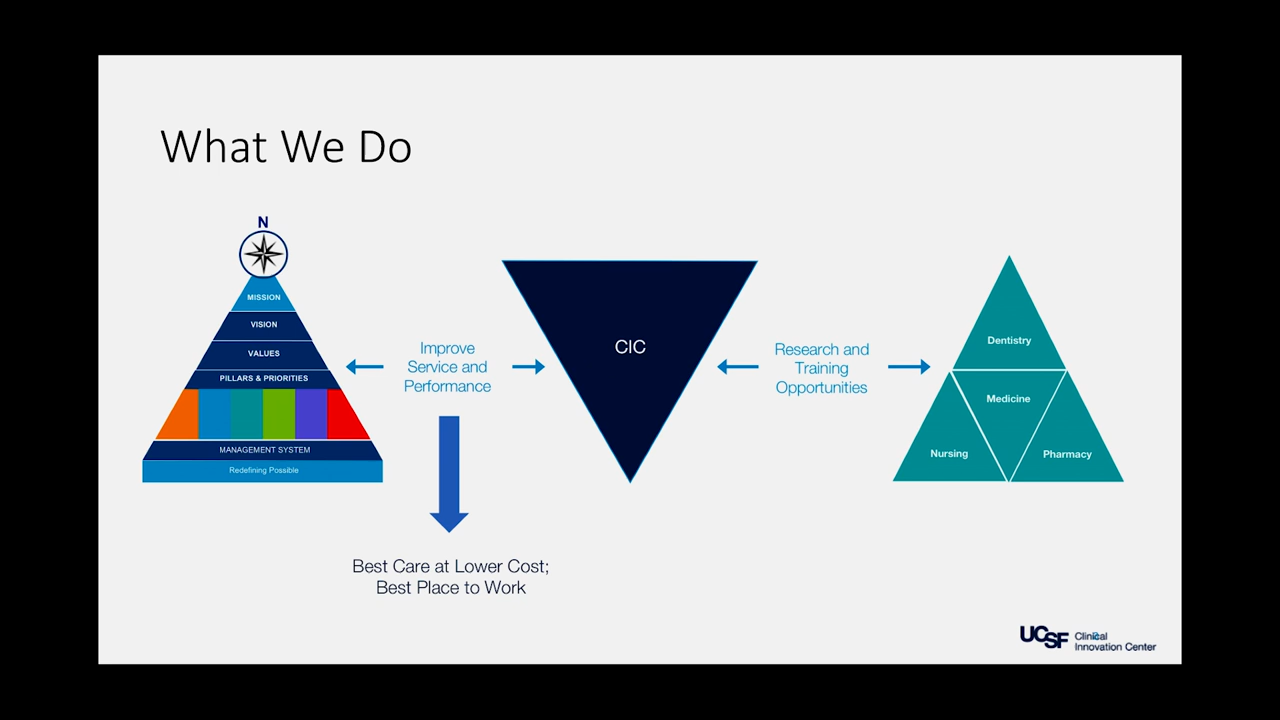 What We Do
N
MISSION
VISION
VALUES
PILLARS & PRIORITIES
MANAGEMENT SYSTEM
Redefining Possible
Improve
Service and
Performance
Best Care at Lower Cost;
Best Place to Work
CIC
Research and
Training
Opportunities
Dentistry
Medicine
Nursing
Pharmacy
UCSF
Clinical
Innovation Center